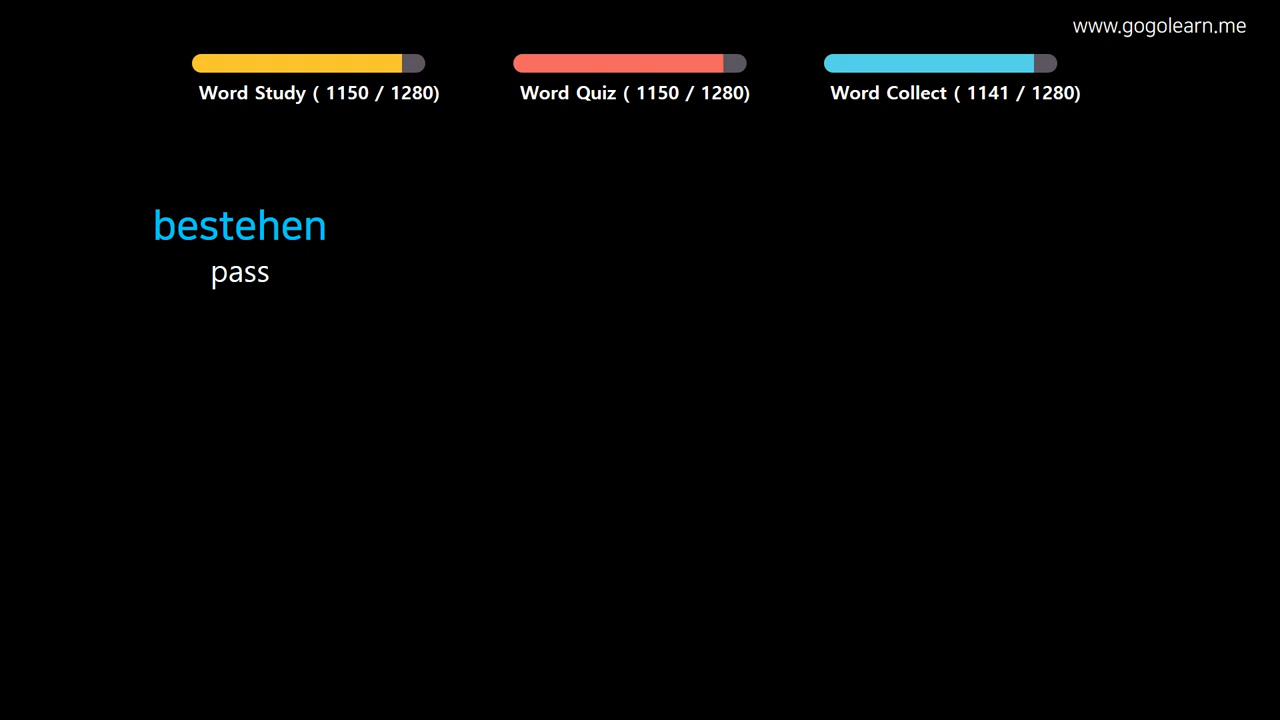 www.gogolearn.me
Word Study ( 1150 / 1280)
Word Quiz ( 1150 / 1280)
Word Collect ( 1141 / 1280)
bestehen
pass